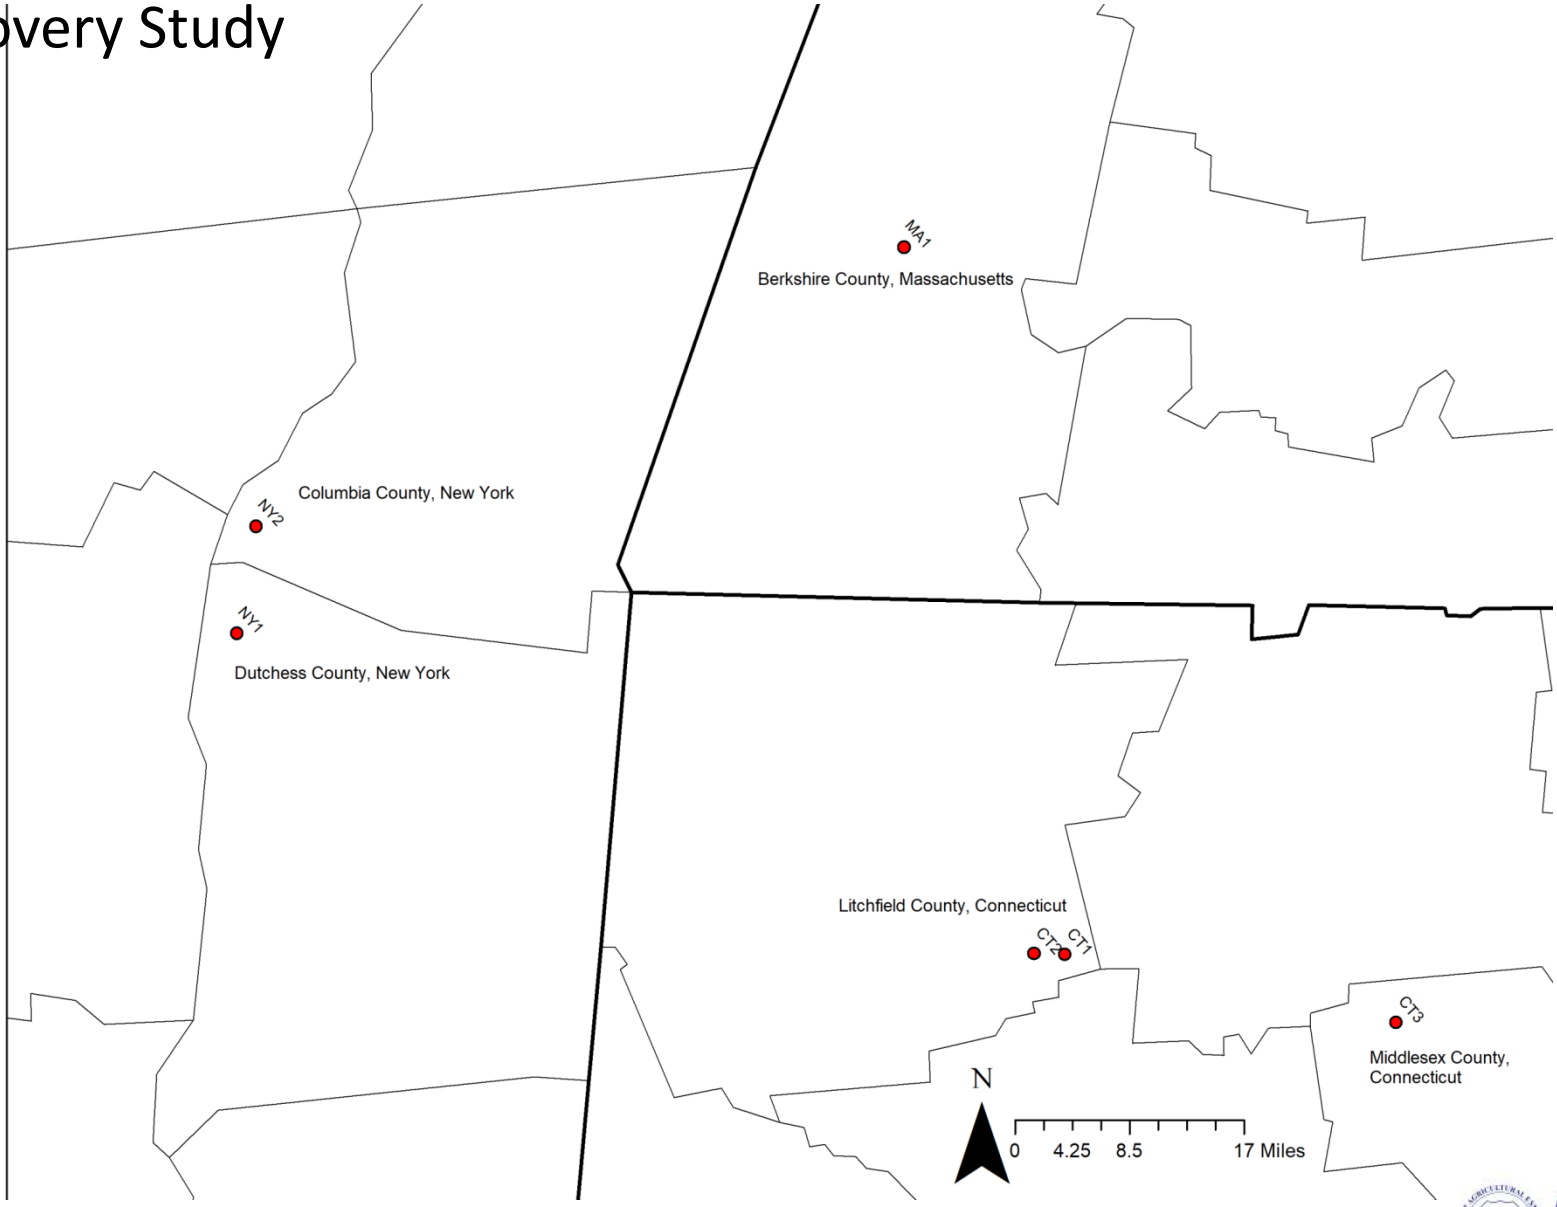 overy Study
MA1
Berkshire County, Massachusetts
Columbia County, New York
NY2
NY1
Dutchess County, New York
Litchfield County, Connecticut
CT2
CT1
CT3
Middlesex County,
Connecticut
N
0 4.25 8.5 17 Miles
AGRICULTURAL